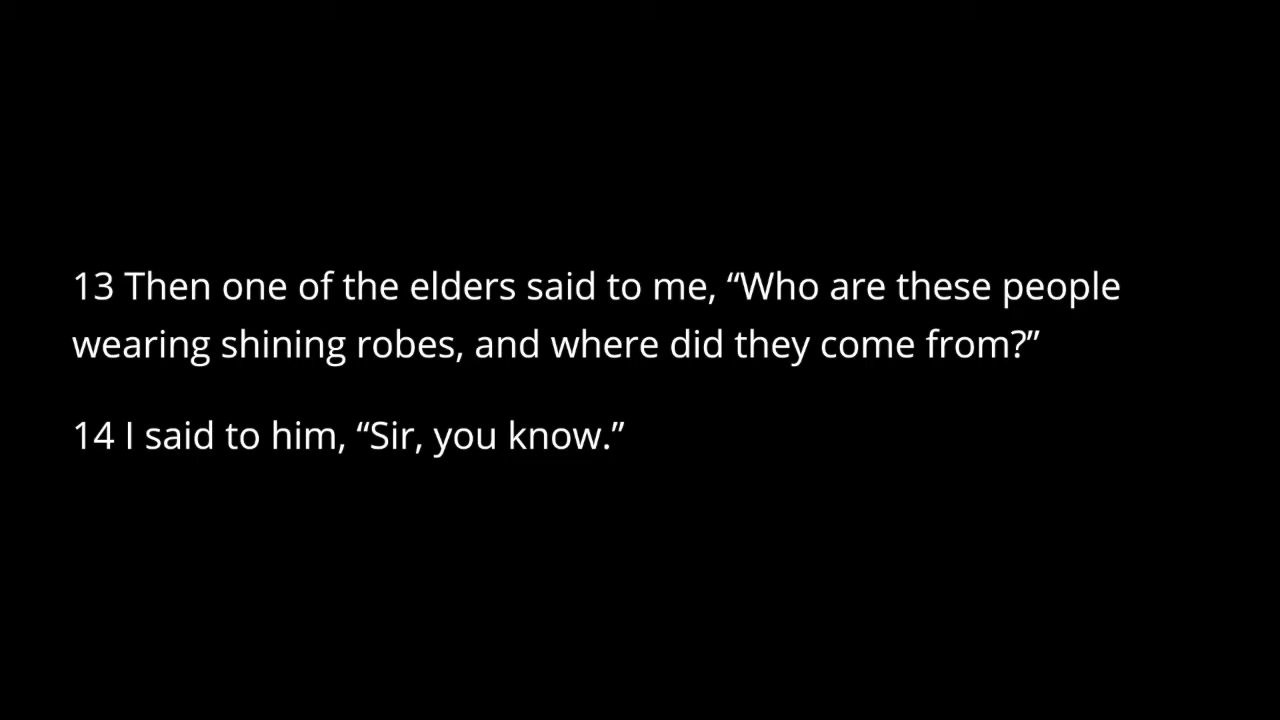 13 Then one of the elders said to me, “Who are these people
wearing shining robes, and where did they come from?”
14 I said to him, “Sir, you know.”